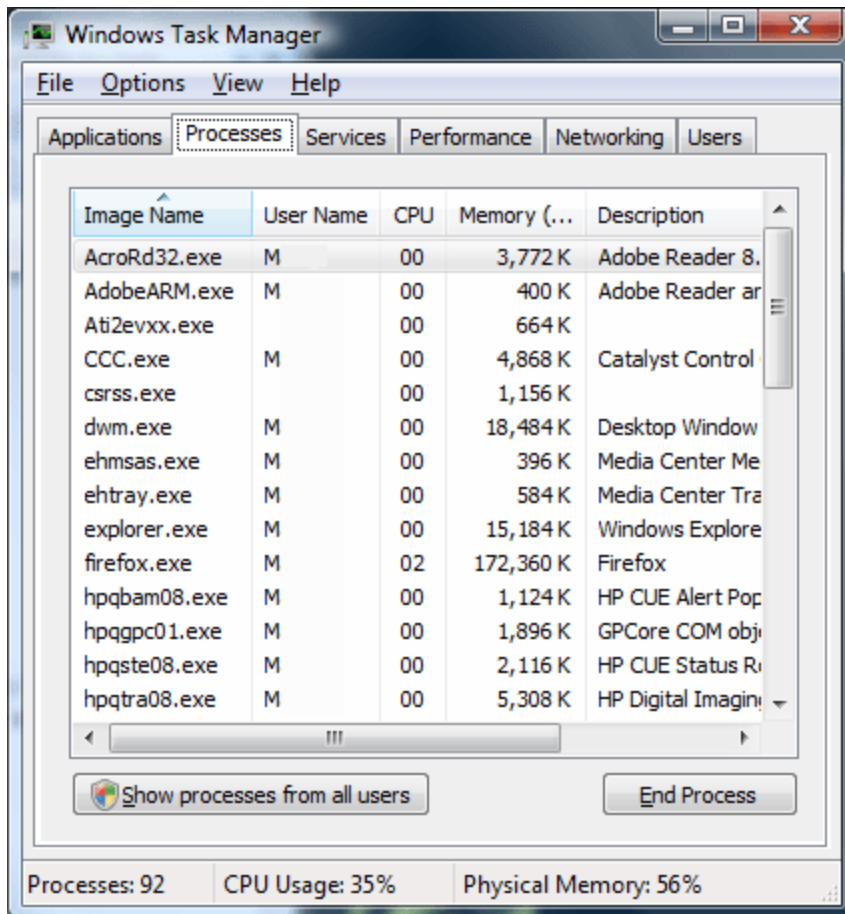 Windows Task Manager
File Options View Help
Applications Processes Services Performance Networking Users
Image Name User Name CPU Memory (... Description
AcroRd32.exe M 00 3,772 K Adobe Reader 8.
AdobeARM.exe M 00 400 K Adobe Reader ar
Ati2evxx.exe 00 664 K
CCC.exe M 00 4,868 K Catalyst Control
csrss.exe 00 1,156 K
dwm.exe M 00 18,484 K Desktop Window
ehmsas.exe M 00 396 K Media Center Me
ehtray.exe M 00 584 K Media Center Tra
explorer.exe M 00 15,184 K Windows Explore
firefox.exe M 02 172,360 K Firefox
hpqbam08.exe M 00 1,124 K HP CUE Alert Pop
hpqgpc01.exe M 00 1,896 K GPCore COM obj
hpqste08.exe M 00 2,116 K HP CUE Status R
hpqtra08.exe M 00 5,308 K HP Digital Imagin
Show processes from all users End Process
Processes: 92 CPU Usage: 35% Physical Memory: 56%